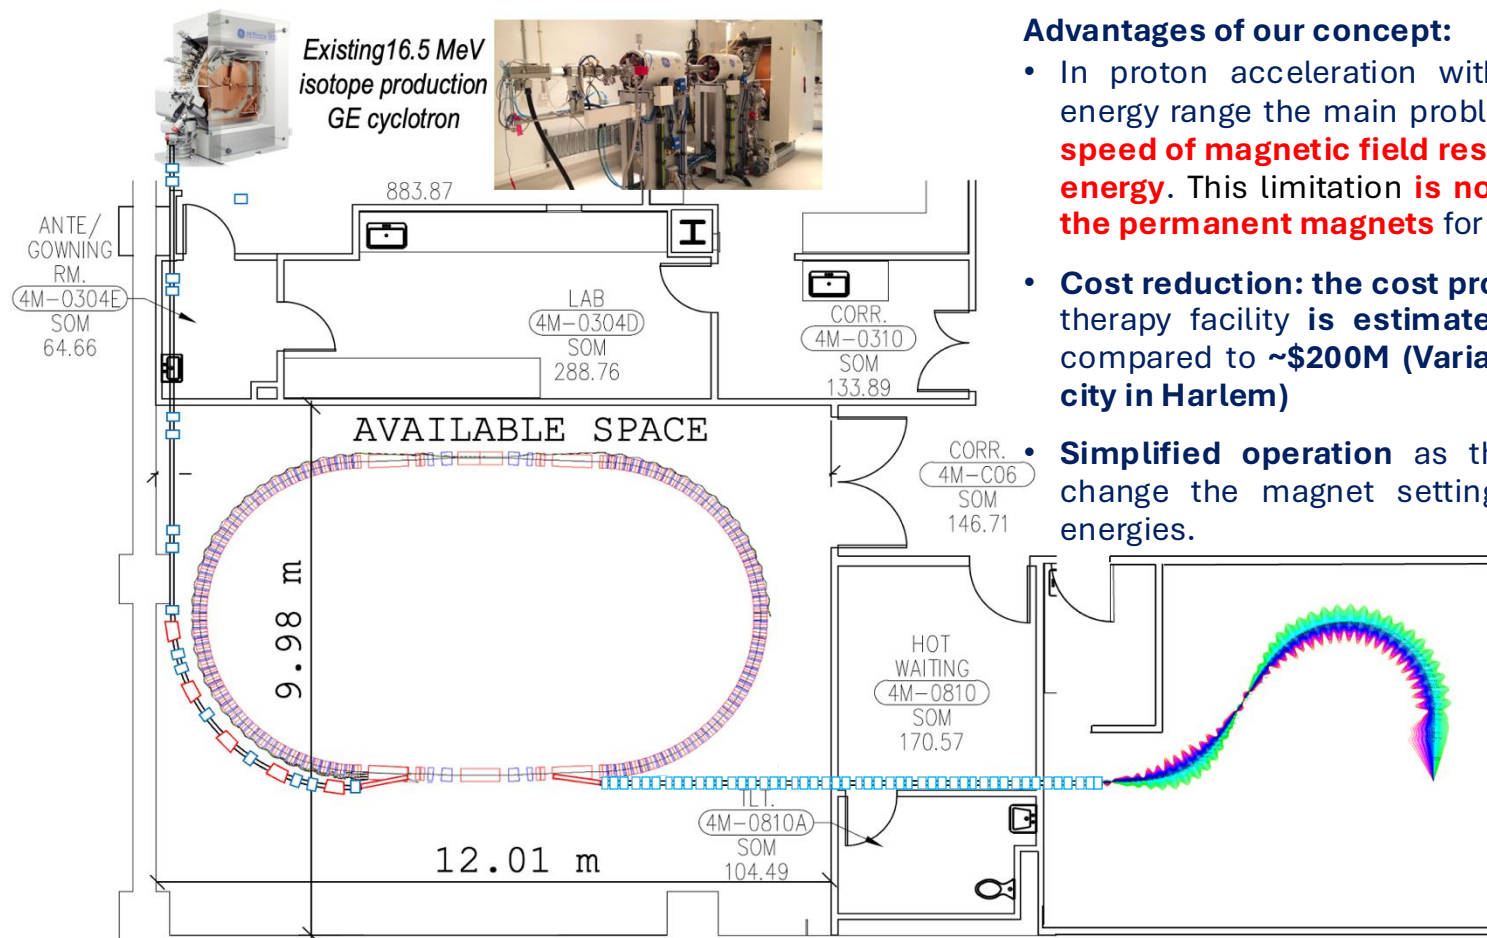 Existing16.5 MeV
isotope production
GE cyclotron
Advantages of our concept:
• In proton acceleration with
energy range the main probl
speed of magnetic field res
energy. This limitation is no
the permanent magnets for
• Cost reduction: the cost pro
therapy facility is estimate
compared to ~$200M (Varia
city in Harlem)
• Simplified operation as th
change the magnet setting
energies.
883.87
ANTE/
GOWNING
RM.
4M-0304E
SOM
64.66
LAB
4M-0304D
SOM
288.76
CORR.
4M-0310
SOM
133.89
AVAILABLE SPACE
CORR.
4M-C06
SOM
146.71
9.98 m
HOT
WAITING
4M-0810
SOM
170.57
TLT.
4M-0810A
SOM
104.49
12.01 m